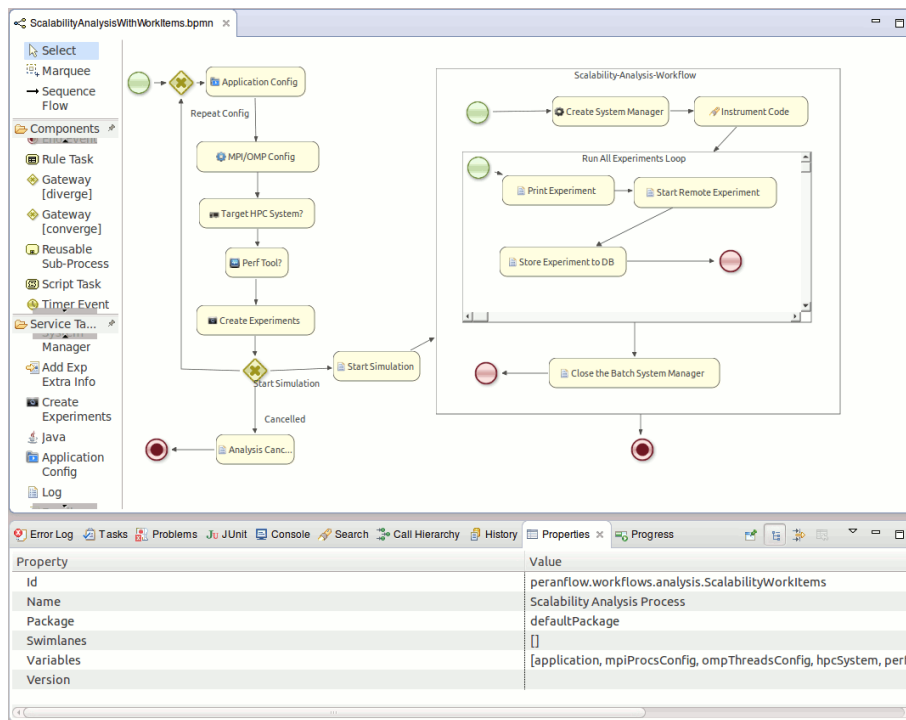 ScalabilityAnalysisWithWorkItems.bpmn
Select
Marquee
Sequence
Flow
Components
End Event
Rule Task
Gateway
[diverge]
Gateway
[converge]
Reusable
Sub-Process
Script Task
Timer Event
Service Ta...
System
Manager
Add Exp
Extra Info
Create
Experiments
Java
Application
Config
Log
Application Config
Repeat Config
MPI/OMP Config
Target HPC System?
Perf Tool?
Create Experiments
Start Simulation
Start Simulation
Cancelled
Analysis Canc...
Scalability-Analysis-Workflow
Create System Manager
Instrument Code
Run All Experiments Loop
Print Experiment
Start Remote Experiment
Store Experiment to DB
Close the Batch System Manager
Error Log Tasks Problems JUnit Console Search Call Hierarchy History Properties Progress
Property Value
Id peranflow.workflows.analysis.ScalabilityWorkItems
Name Scalability Analysis Process
Package defaultPackage
Swimlanes []
Variables [application, mpiProcsConfig, ompThreadsConfig, hpcSystem, perf
Version